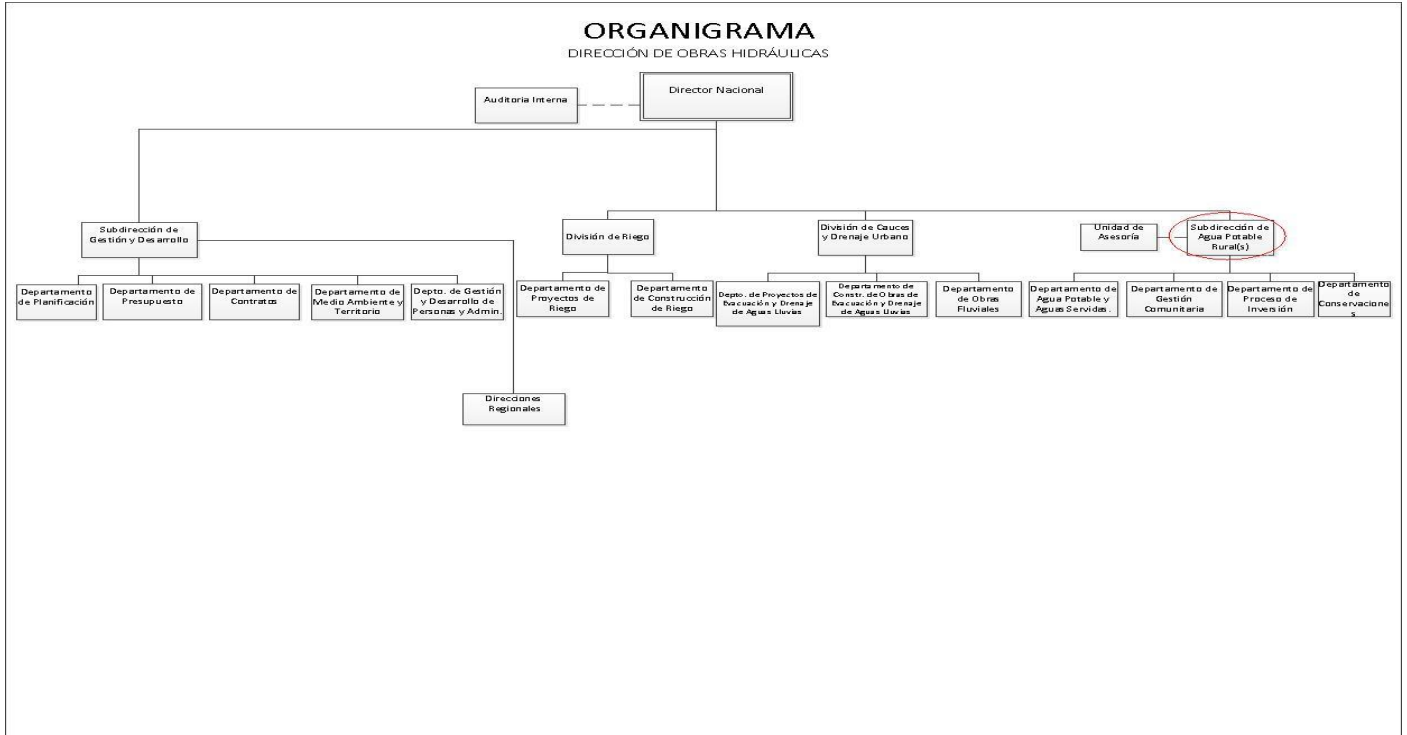 ORGANIGRAMA
DIRECCIÓN DE OBRAS HIDRÁULICAS
Director Nacional
Auditoria Interna
Subdirección de
Gestión y Desarrollo
División de Riego
División de Cauces
y Drenaje Urbano
Unidad de
Asesoría
Subdirección de
Agua Potable
Rural(s)
Departamento
de Planificación
Departamento de
Presupuesto
Departamento de
Contratos
Departamento de
Medio Ambiente y
Territorio
Depto. de Gestión
y Desarrollo de
Personas y Admin.
Departamento de
Proyectos de
Riego
Departamento
de Construcción
de Riego
Depto. de Proyectos de
Evacuación y Drenaje
de Aguas Lluvias
Departamento de
Constr. de Obras de
Evacuación y Drenaje
de Aguas Lluvias
Departamento
de Obras
Fluviales
Departamento de
Agua Potable y
Aguas Servidas.
Departamento de
Gestión
Comunitaria
Departamento de
Proceso de
Inversión
Departamento
de
Conservacione
s
Direcciones
Regionales